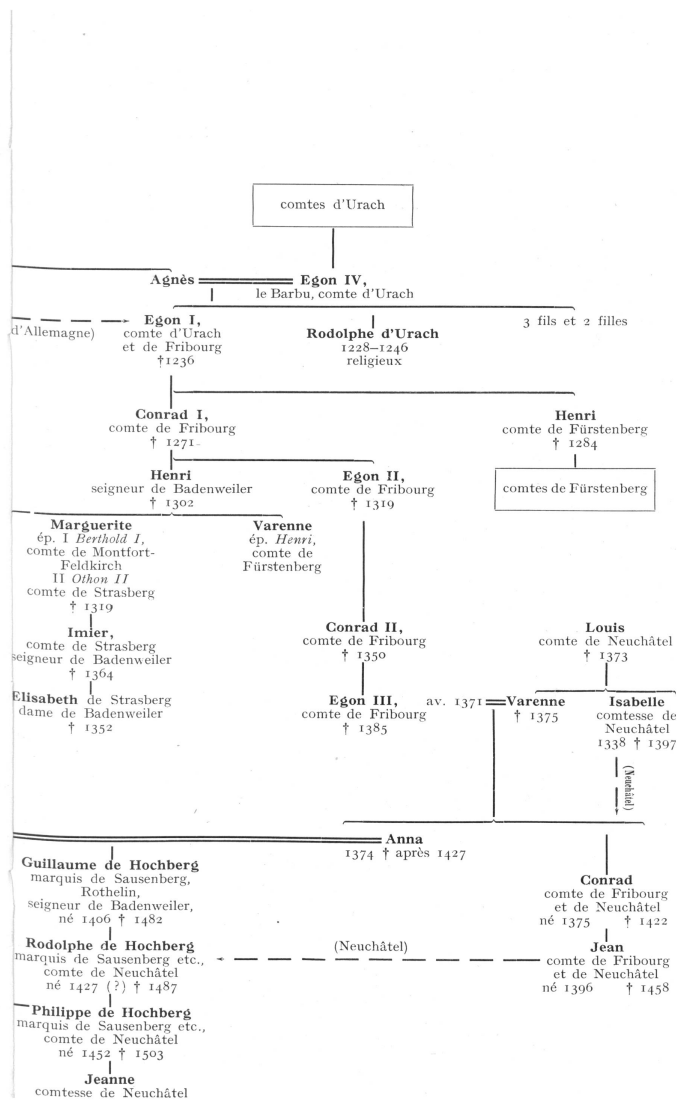 comtes d'Urach
Agnès
Egon IV,
le Barbu, comte d'Urach
d'Allemagne)
Egon I,
comte d'Urach
et de Fribourg
†1236
Rodolphe d'Urach
1228–1246
religieux
3 fils et 2 filles
Conrad I,
comte de Fribourg
† 1271
Henri
comte de Fürstenberg
† 1284
Henri
seigneur de Badenweiler
† 1302
Egon II,
comte de Fribourg
† 1319
comtes de Fürstenberg
Marguerite
ép. I Berthold I,
comte de Montfort-
Feldkirch
II Othon II
comte de Strasberg
† 1319
Varenne
ép. Henri,
comte de
Fürstenberg
Imier,
comte de Strasberg
seigneur de Badenweiler
† 1364
Conrad II,
comte de Fribourg
† 1350
Louis
comte de Neuchâtel
† 1373
Elisabeth de Strasberg
dame de Badenweiler
† 1352
Egon III,
comte de Fribourg
† 1385
av. 1371
Varenne
† 1375
Isabelle
comtesse de
Neuchâtel
1338 † 1397
(Neuchâtel)
Anna
1374 † après 1427
Guillaume de Hochberg
marquis de Sausenberg,
Rothelin,
seigneur de Badenweiler,
né 1406 † 1482
Conrad
comte de Fribourg
et de Neuchâtel
né 1375 † 1422
Rodolphe de Hochberg
marquis de Sausenberg etc.,
comte de Neuchâtel
né 1427 (?) † 1487
(Neuchâtel)
Jean
comte de Fribourg
et de Neuchâtel
né 1396 † 1458
Philippe de Hochberg
marquis de Sausenberg etc.,
comte de Neuchâtel
né 1452 † 1503
Jeanne
comtesse de Neuchâtel